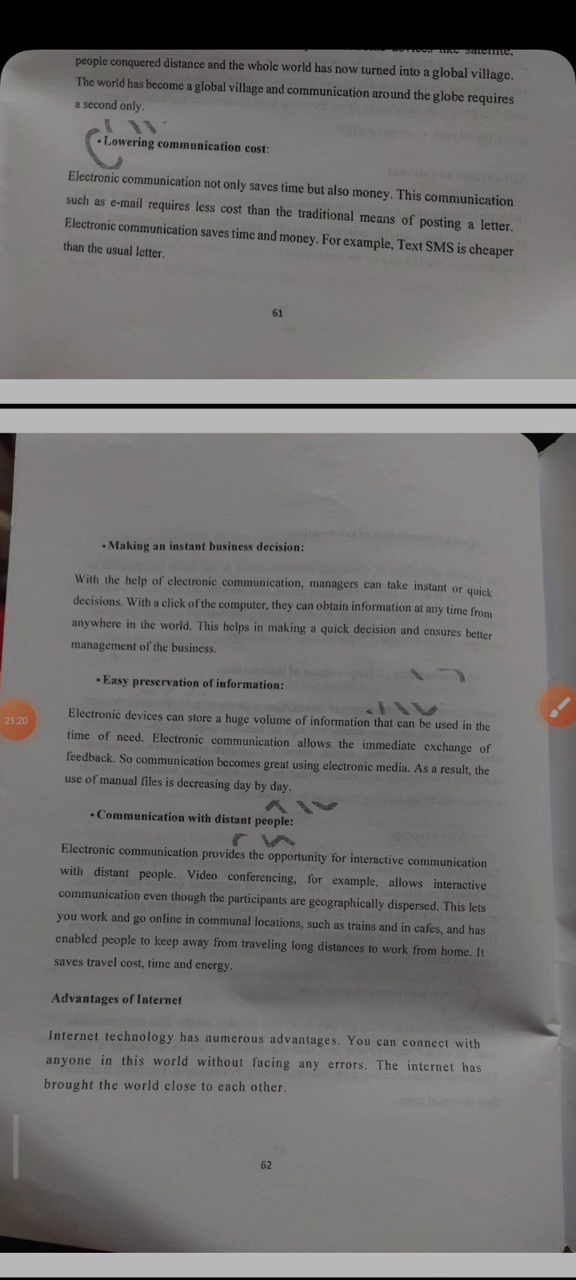 people conquered distance and the whole world has now turned into a global village.
The world has become a global village and communication around the globe requires
a second only.
• Lowering communication cost:
Electronic communication not only saves time but also money. This communication
such as e-mail requires less cost than the traditional means of posting a letter.
Electronic communication saves time and money. For example, Text SMS is cheaper
than the usual letter.
61
• Making an instant business decision:
With the help of electronic communication, managers can take instant or quick
decisions. With a click of the computer, they can obtain information at any time from
anywhere in the world. This helps in making a quick decision and ensures better
management of the business.
• Easy preservation of information:
21:20
Electronic devices can store a huge volume of information that can be used in the
time of need. Electronic communication allows the immediate exchange of
feedback. So communication becomes great using electronic media. As a result, the
use of manual files is decreasing day by day.
• Communication with distant people:
Electronic communication provides the opportunity for interactive communication
with distant people. Video conferencing, for example, allows interactive
communication even though the participants are geographically dispersed. This lets
you work and go online in communal locations, such as trains and in cafes, and has
enabled people to keep away from traveling long distances to work from home. It
saves travel cost, time and energy.
Advantages of Internet
Internet technology has numerous advantages. You can connect with
anyone in this world without facing any errors. The internet has
brought the world close to each other.
62